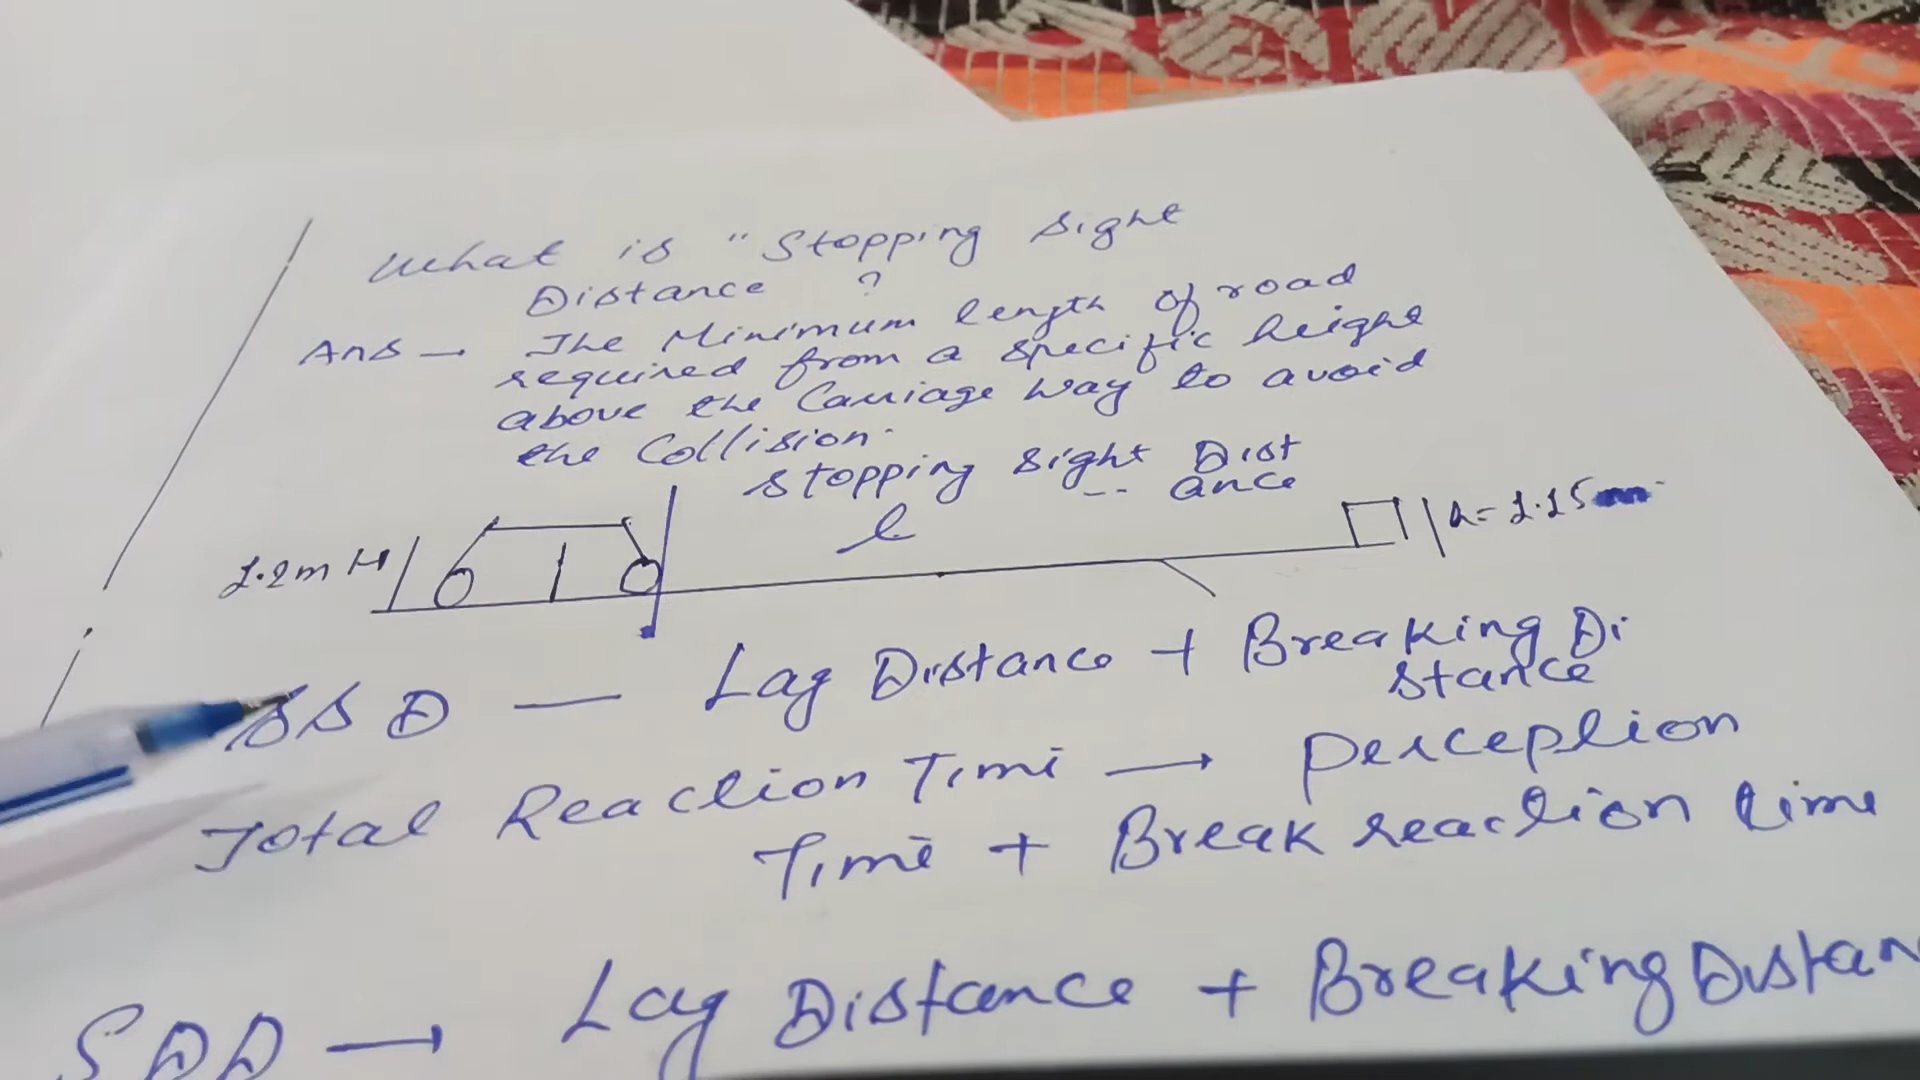 What is "Stopping Sight
Distance ?
Ans → The Minimum length of road
required from a specific height
above the Carriage way to avoid
the Collision.
Stopping Sight Dist
ance
l
1.2m H
h = 1.15
SSD — Lag Distance + Breaking Di
stance
Total Reaction Time → Perception
Time + Break reaction time
Lag Distance + Breaking Distan